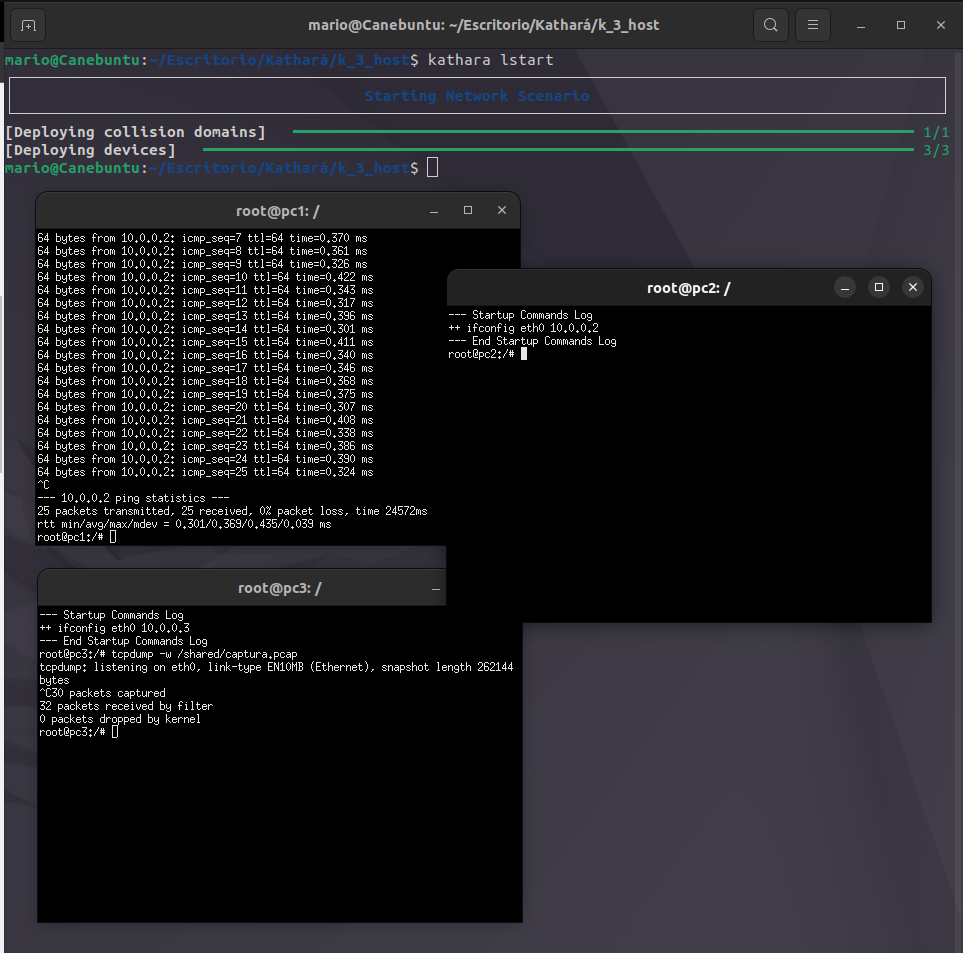 mario@Canebuntu: ~/Escritorio/Kathará/k_3_host
mario@Canebuntu:~/Escritorio/Kathará/k_3_host$ kathara lstart
Starting Network Scenario
[Deploying collision domains] 1/1
[Deploying devices] 3/3
mario@Canebuntu:~/Escritorio/Kathará/k_3_host$
root@pc1: /
64 bytes from 10.0.0.2: icmp_seq=7 ttl=64 time=0.370 ms
64 bytes from 10.0.0.2: icmp_seq=8 ttl=64 time=0.361 ms
64 bytes from 10.0.0.2: icmp_seq=9 ttl=64 time=0.326 ms
64 bytes from 10.0.0.2: icmp_seq=10 ttl=64 time=0.422 ms
64 bytes from 10.0.0.2: icmp_seq=11 ttl=64 time=0.343 ms
64 bytes from 10.0.0.2: icmp_seq=12 ttl=64 time=0.317 ms
64 bytes from 10.0.0.2: icmp_seq=13 ttl=64 time=0.396 ms
64 bytes from 10.0.0.2: icmp_seq=14 ttl=64 time=0.301 ms
64 bytes from 10.0.0.2: icmp_seq=15 ttl=64 time=0.411 ms
64 bytes from 10.0.0.2: icmp_seq=16 ttl=64 time=0.340 ms
64 bytes from 10.0.0.2: icmp_seq=17 ttl=64 time=0.346 ms
64 bytes from 10.0.0.2: icmp_seq=18 ttl=64 time=0.368 ms
64 bytes from 10.0.0.2: icmp_seq=19 ttl=64 time=0.375 ms
64 bytes from 10.0.0.2: icmp_seq=20 ttl=64 time=0.307 ms
64 bytes from 10.0.0.2: icmp_seq=21 ttl=64 time=0.408 ms
64 bytes from 10.0.0.2: icmp_seq=22 ttl=64 time=0.338 ms
64 bytes from 10.0.0.2: icmp_seq=23 ttl=64 time=0.386 ms
64 bytes from 10.0.0.2: icmp_seq=24 ttl=64 time=0.390 ms
64 bytes from 10.0.0.2: icmp_seq=25 ttl=64 time=0.324 ms
^C
--- 10.0.0.2 ping statistics ---
25 packets transmitted, 25 received, 0% packet loss, time 24572ms
rtt min/avg/max/mdev = 0.301/0.369/0.435/0.039 ms
root@pc1:/#
root@pc2: /
--- Startup Commands Log
++ ifconfig eth0 10.0.0.2
--- End Startup Commands Log
root@pc2:/#
root@pc3: /
--- Startup Commands Log
++ ifconfig eth0 10.0.0.3
--- End Startup Commands Log
root@pc3:/# tcpdump -w /shared/captura.pcap
tcpdump: listening on eth0, link-type EN10MB (Ethernet), snapshot length 262144
bytes
^C30 packets captured
32 packets received by filter
0 packets dropped by kernel
root@pc3:/#